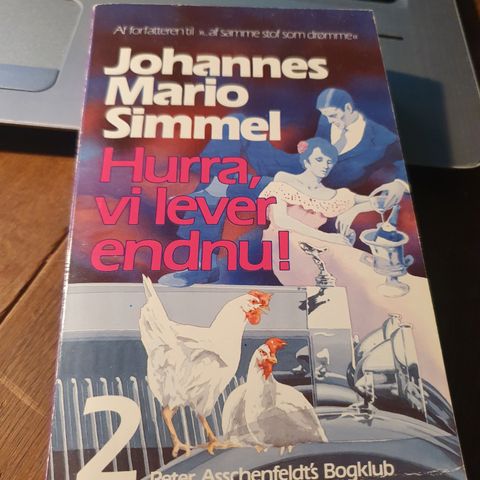 Af forfatteren til »..af samme stof som drømme«
Johannes
Mario
Simmel
Hurra,
vi lever
endnu!
2
Peter Asschenfeldt's Bogklub